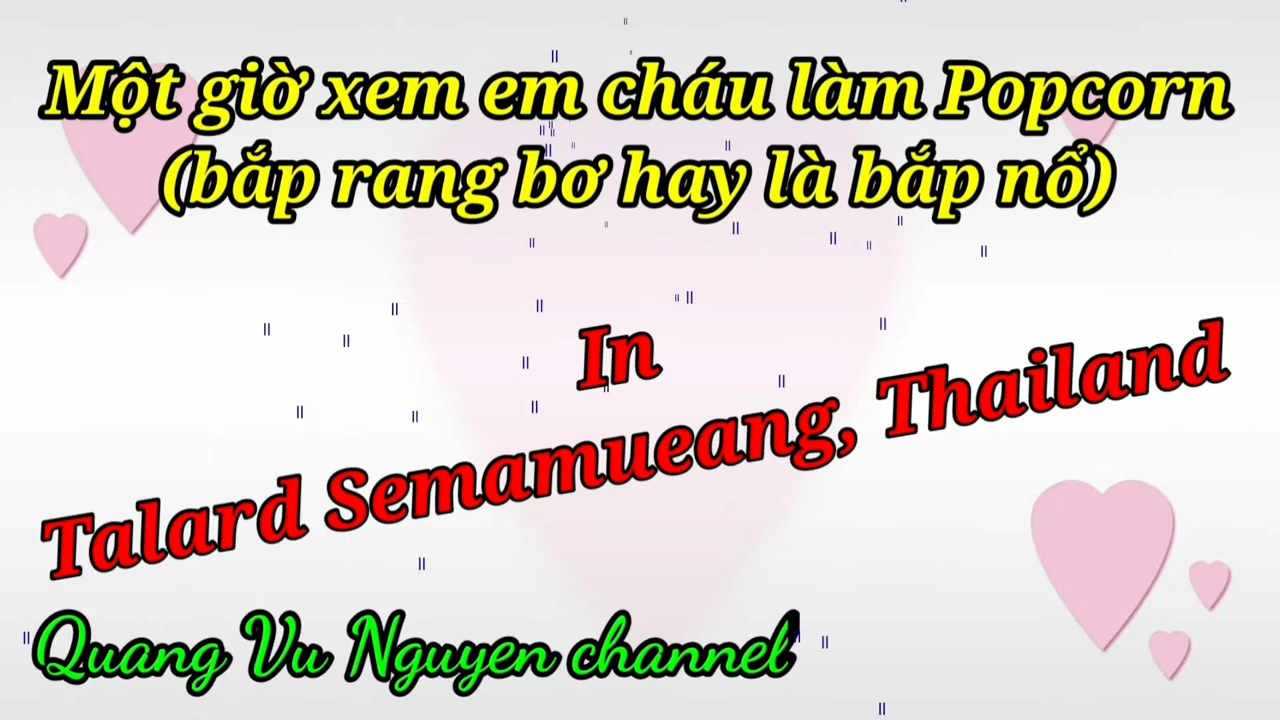 Một giờ xem em cháu làm Popcorn
(bắp rang bơ hay là bắp nổ)
In
Talard Semamueang, Thailand
Quang Vu Nguyen channel